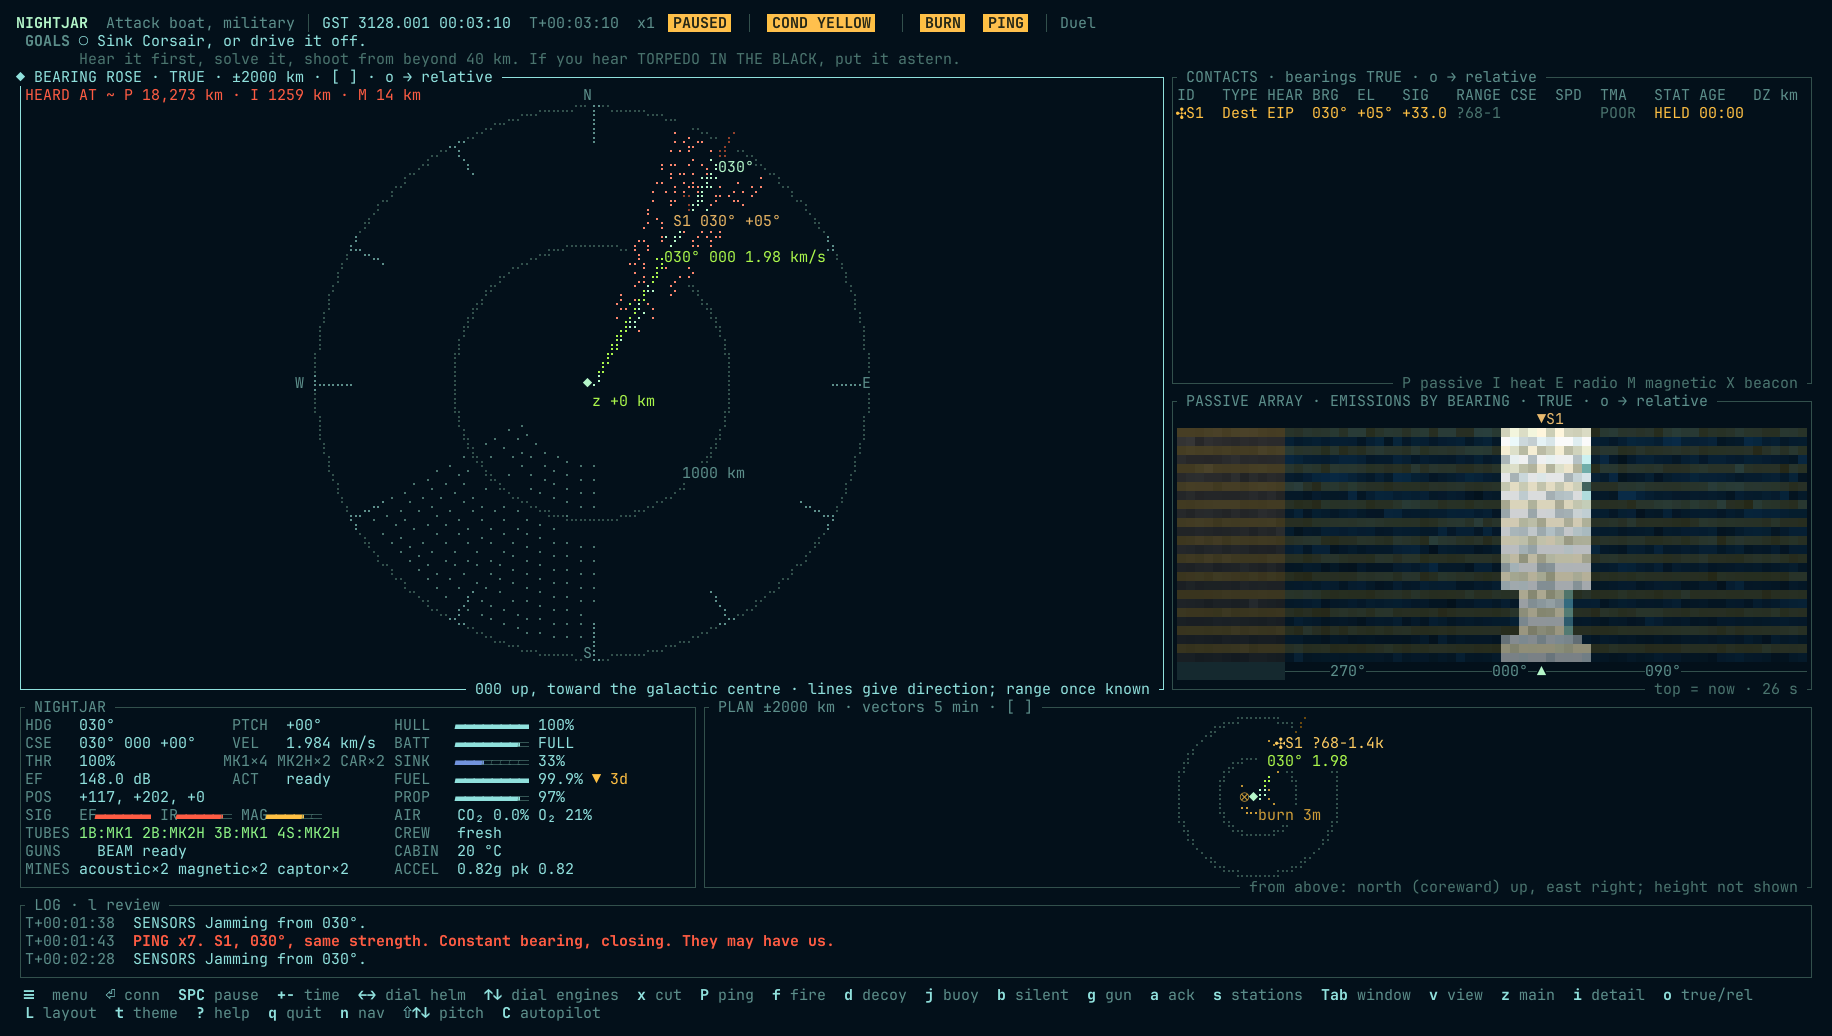 NIGHTJAR Attack boat, military GST 3128.001 00:03:10 T+00:03:10 x1 PAUSED COND YELLOW BURN PING Duel
GOALS ○ Sink Corsair, or drive it off.
Hear it first, solve it, shoot from beyond 40 km. If you hear TORPEDO IN THE BLACK, put it astern.
◆ BEARING ROSE · TRUE · ±2000 km · [ ] · o → relative
HEARD AT ~ P 18,273 km · I 1259 km · M 14 km
N
030°
S1 030° +05°
030° 000 1.98 km/s
W
E
z +0 km
1000 km
S
000 up, toward the galactic centre · lines give direction; range once known
CONTACTS · bearings TRUE · o → relative
ID TYPE HEAR BRG EL SIG RANGE CSE SPD TMA STAT AGE DZ km
✣S1 Dest EIP 030° +05° +33.0 ?68-1 POOR HELD 00:00
P passive I heat E radio M magnetic X beacon
PASSIVE ARRAY · EMISSIONS BY BEARING · TRUE · o → relative
▼S1
270° 000° ▲ 090°
top = now · 26 s
NIGHTJAR
HDG 030° PTCH +00° HULL 100%
CSE 030° 000 +00° VEL 1.984 km/s BATT FULL
THR 100% MK1×4 MK2H×2 CAR×2 SINK 33%
EF 148.0 dB ACT ready FUEL 99.9% ▼ 3d
POS +117, +202, +0 PROP 97%
SIG EF IR MAG AIR CO₂ 0.0% O₂ 21%
TUBES 1B:MK1 2B:MK2H 3B:MK1 4S:MK2H CREW fresh
GUNS BEAM ready CABIN 20 °C
MINES acoustic×2 magnetic×2 captor×2 ACCEL 0.82g pk 0.82
PLAN ±2000 km · vectors 5 min · [ ]
✣S1 ?68-1.4k
030° 1.98
burn 3m
from above: north (coreward) up, east right; height not shown
LOG · l review
T+00:01:38 SENSORS Jamming from 030°.
T+00:01:43 PING x7. S1, 030°, same strength. Constant bearing, closing. They may have us.
T+00:02:28 SENSORS Jamming from 030°.
≡ menu ⏎ conn SPC pause +- time ←→ dial helm ↑↓ dial engines x cut P ping f fire d decoy j buoy b silent g gun a ack s stations Tab window v view z main i detail o true/rel
L layout t theme ? help q quit n nav ⇧↑↓ pitch C autopilot